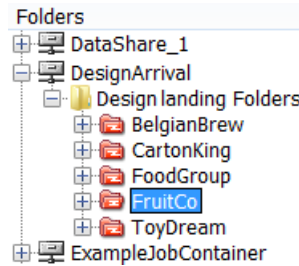 Folders
DataShare_1
DesignArrival
Design landing Folders
BelgianBrew
CartonKing
FoodGroup
FruitCo
ToyDream
ExampleJobContainer